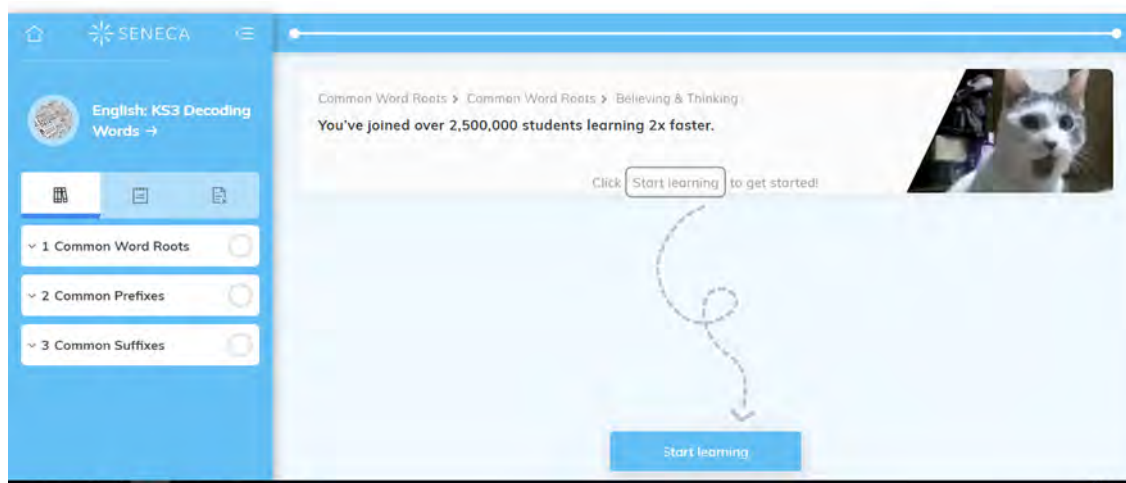 SENECA
English: KS3 Decoding
Words →
1 Common Word Roots
2 Common Prefixes
3 Common Suffixes
Common Word Roots > Common Word Roots > Believing & Thinking
You've joined over 2,500,000 students learning 2x faster.
Click Start learning to get started!
Start learning